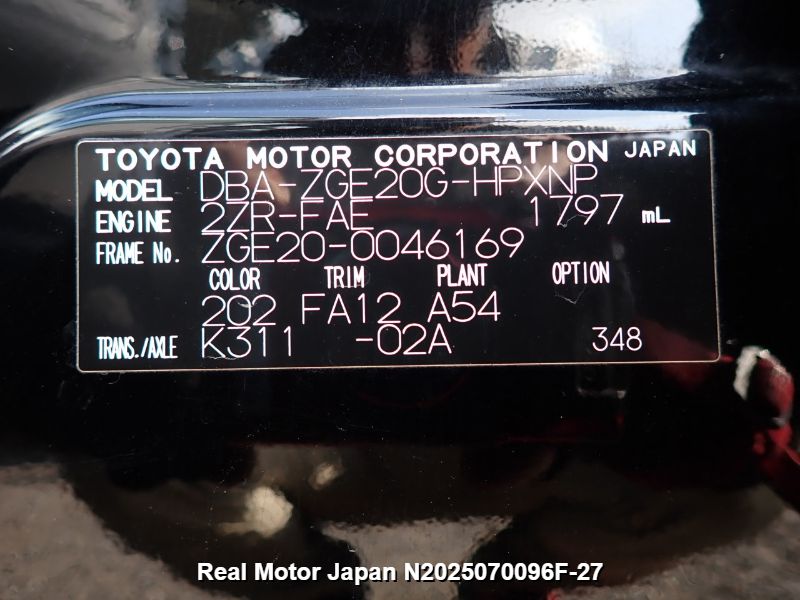 TOYOTA MOTOR CORPORATION JAPAN
MODEL DBA-ZGE20G-HPXNP
ENGINE 2ZR-FAE 1797 mL
FRAME No. ZGE20-0046169
COLOR TRIM PLANT OPTION
202 FA12 A54
TRANS./AXLE K311 -02A 348
Real Motor Japan N2025070096F-27